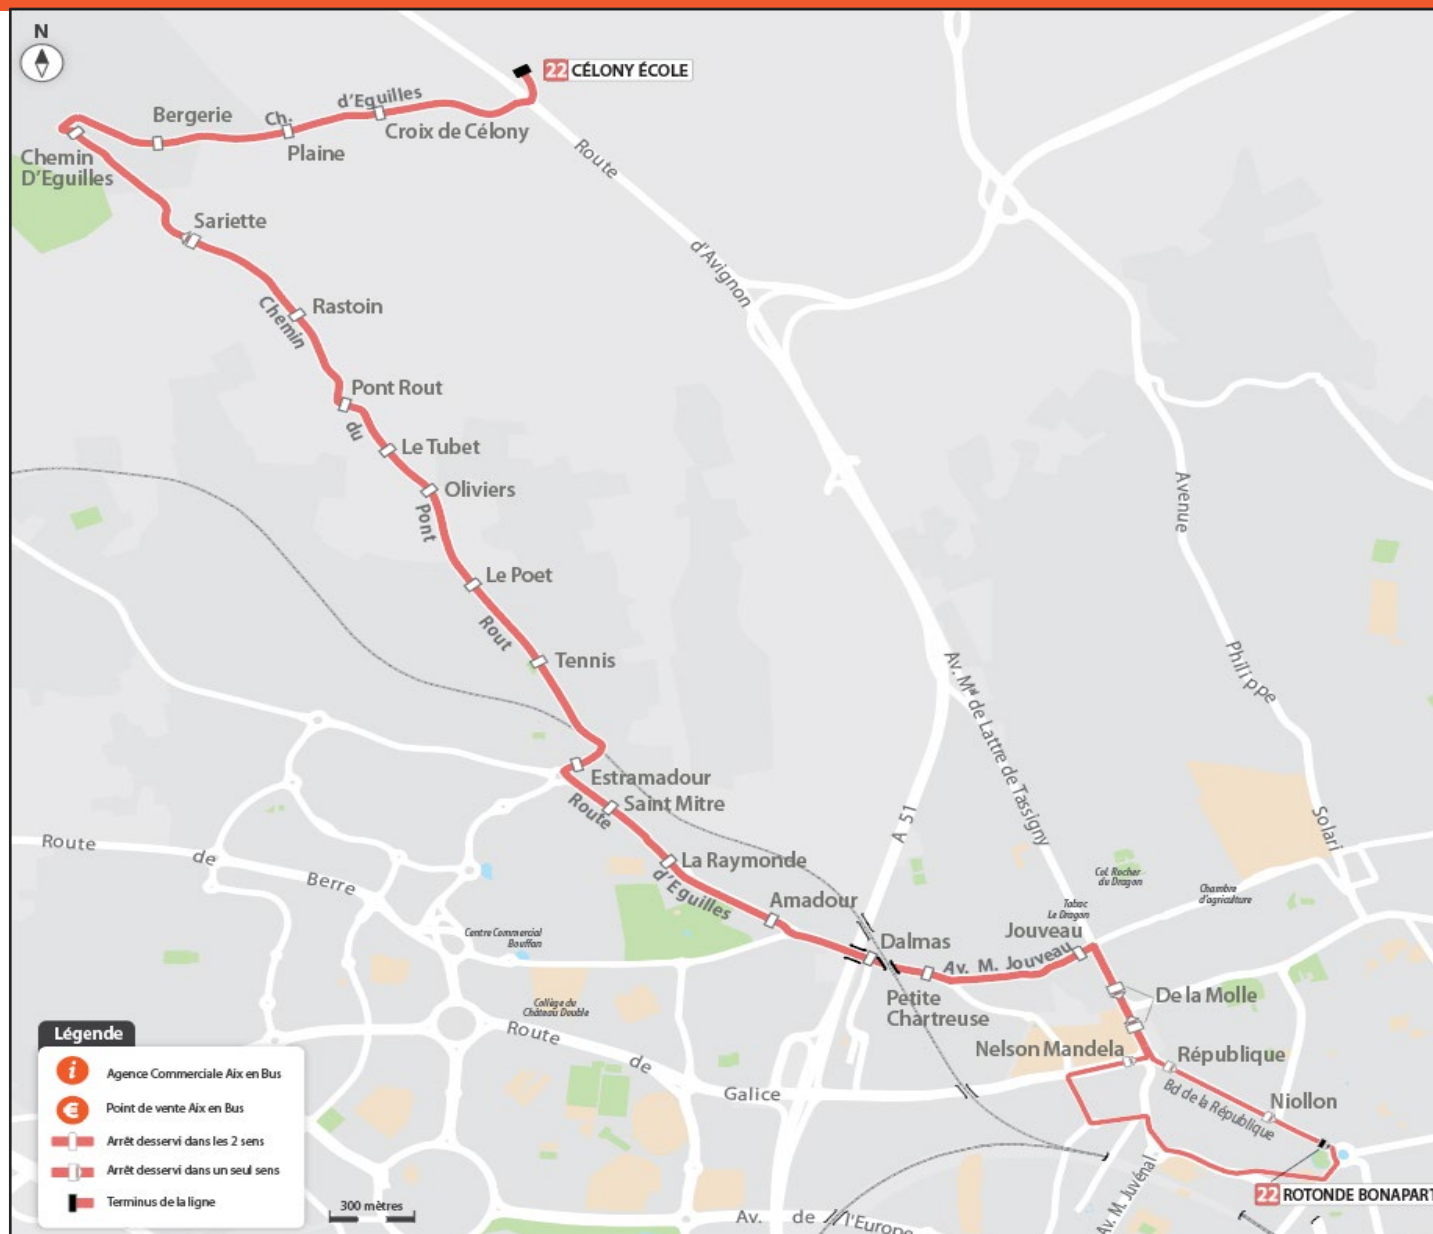 N
22 CÉLONY ÉCOLE
Bergerie
Ch.
d'Eguilles
Plaine
Croix de Célony
Chemin
D'Eguilles
Route
d'Avignon
Sariette
Rastoin
Chemin
Pont Rout
du
Le Tubet
Oliviers
Pont
Avenue
Le Poet
Rout
Tennis
Philippe
Av. Mal de Lattre de Tassigny
Estramadour
Saint Mitre
Route
A 51
Solari
Route
de
Berre
La Raymonde
d'Eguilles
Col. Rocher
du Dragon
Chambre
d'agriculture
Amadour
Tabac
Le Dragon
Centre Commercial
Bouffan
Dalmas
Jouveau
Av. M. Jouveau
Petite
Chartreuse
De la Molle
Collège du
Château Double
Route
de
Galice
Nelson Mandela
République
Bd de la République
Niollon
Légende
Agence Commerciale Aix en Bus
Point de vente Aix en Bus
Arrêt desservi dans les 2 sens
Arrêt desservi dans un seul sens
Terminus de la ligne
300 mètres
Av. de l'Europe
Av. M. Juvénal
22 ROTONDE BONAPART